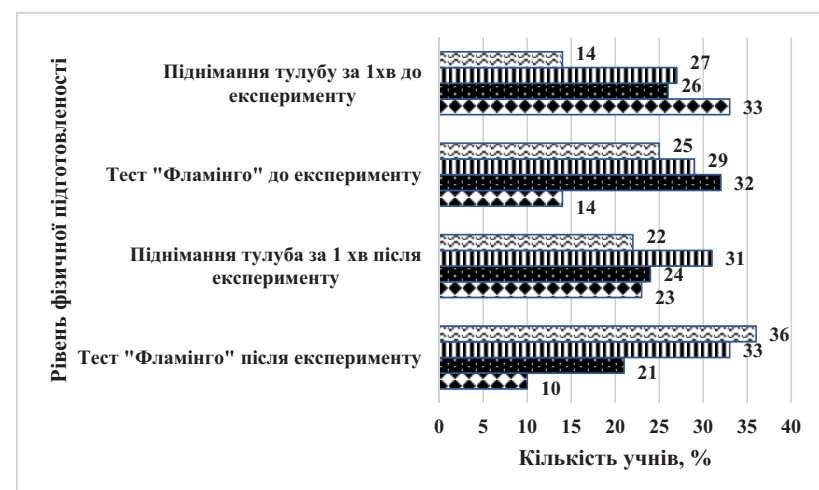 Рівень фізичної підготовленості
Піднімання тулубу за 1хв до
експерименту
14
27
26
33
Тест "Фламінго" до експерименту
25
29
32
14
Піднімання тулуба за 1 хв після
експерименту
22
31
24
23
Тест "Фламінго" після експерименту
36
33
21
10
0 5 10 15 20 25 30 35 40
Кількість учнів, %